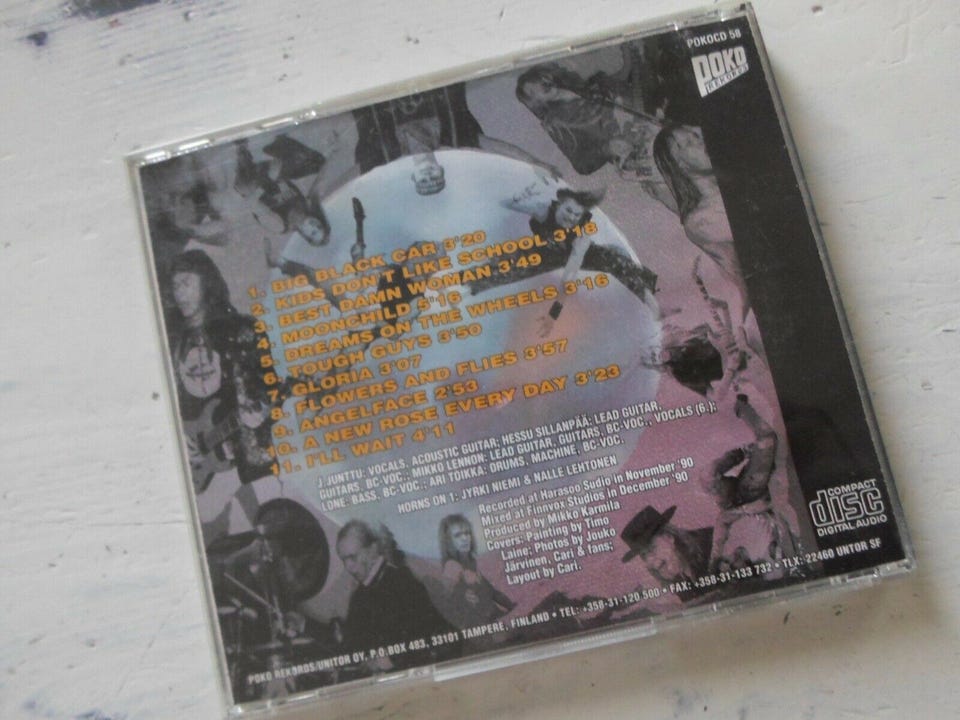 POKOCD 58
POKO
REKORDS
1. BIG BLACK CAR 3'20
2. KIDS DON'T LIKE SCHOOL 3'18
3. BEST DAMN WOMAN 3'49
4. MOONCHILD 5'16
5. DREAMS ON THE WHEELS 3'16
6. TOUGH GUYS 3'50
7. GLORIA 3'07
8. FLOWERS AND FLIES 3'57
9. ANGELFACE 2'53
10. A NEW ROSE EVERY DAY 3'23
11. I'LL WAIT 4'11
J.JUNTTU: VOCALS, ACOUSTIC GUITAR; HESSU SILLANPÄÄ: LEAD GUITAR,
GUITARS, BC-VOC.; MIKKO LENNON: LEAD GUITAR, GUITARS, BC-VOC., VOCALS (6.);
LONE: BASS, BC-VOC.; ARI TOIKKA: DRUMS, MACHINE, BC-VOC.
HORNS ON 1: JYRKI NIEMI & NALLE LEHTONEN
Recorded at Harasoo Sudio in November '90
Mixed at Finnvox Studios in December '90
Produced by Mikko Karmila
Covers: Painting by Timo
Laine; Photos by Jouko
Järvinen, Cari & fans;
Layout by Cari.
COMPACT
disc
DIGITAL AUDIO
POKO REKORDS/UNITOR OY, P.O.BOX 483, 33101 TAMPERE, FINLAND • TEL: +358-31-120 500 • FAX: +358-31-133 732 • TLX: 22460 UNTOR SF